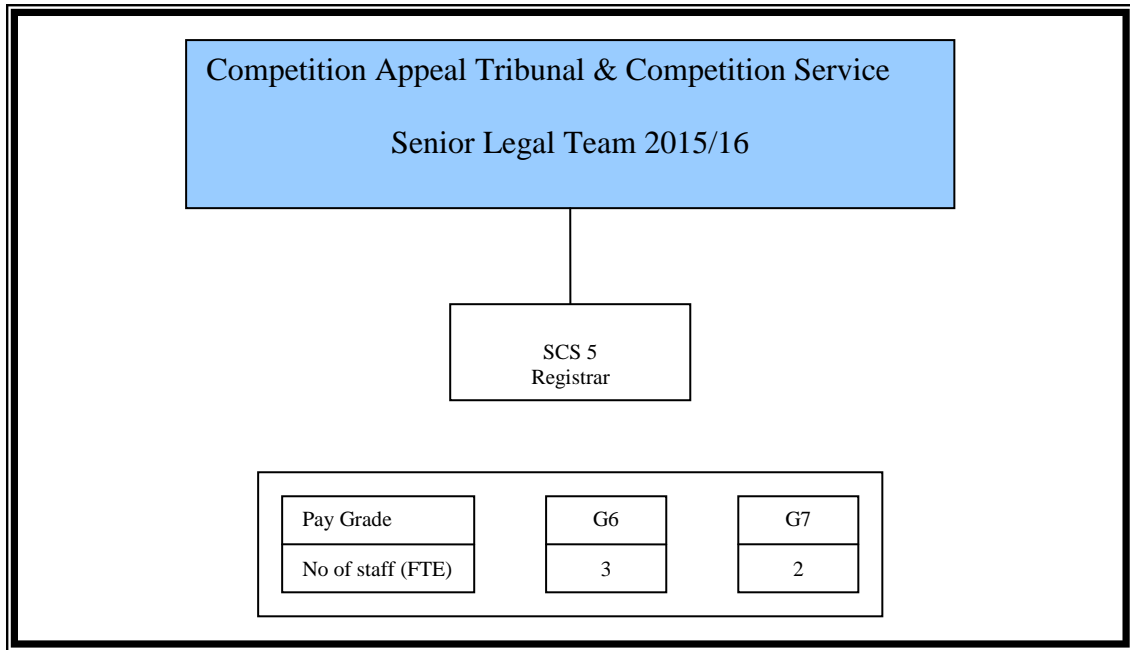 Competition Appeal Tribunal & Competition Service
Senior Legal Team 2015/16
SCS 5
Registrar
Pay Grade G6 G7
No of staff (FTE) 3 2